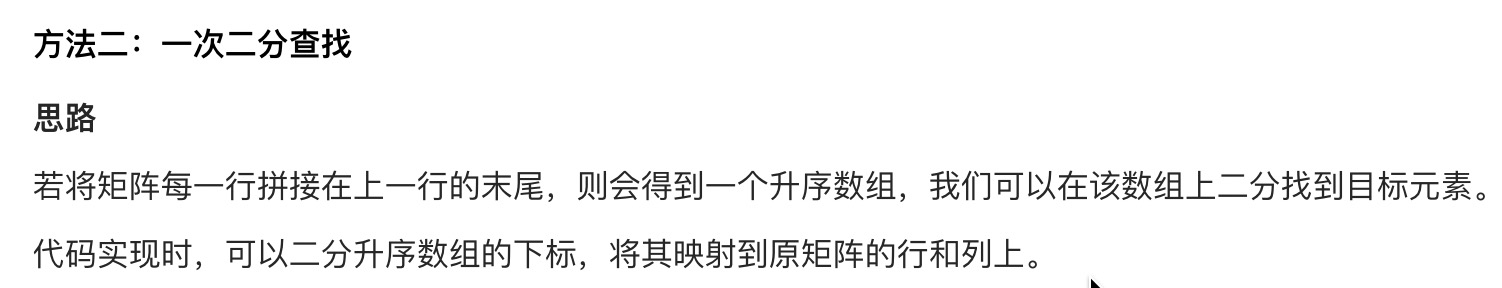 方法二：一次二分查找
思路
若将矩阵每一行拼接在上一行的末尾，则会得到一个升序数组，我们可以在该数组上二分找到目标元素。
代码实现时，可以二分升序数组的下标，将其映射到原矩阵的行和列上。